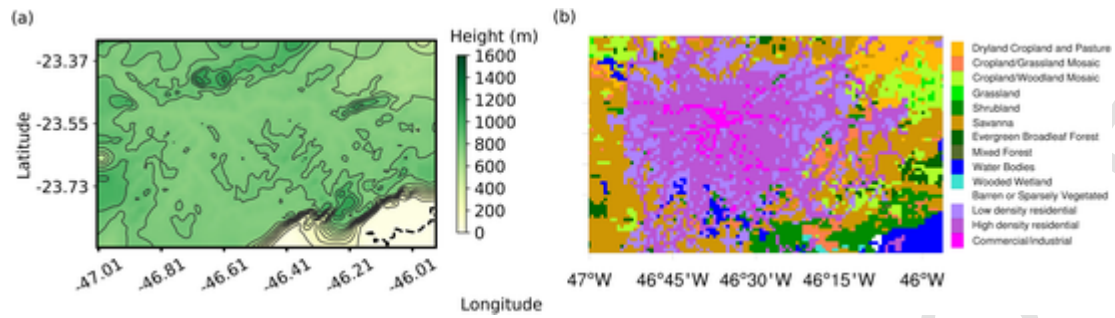 (a)
Height (m)
1600
1400
1200
1000
800
600
400
200
0
-23.37
-23.55
-23.73
Latitude
-47.01
-46.81
-46.61
-46.41
-46.21
-46.01
Longitude
(b)
Dryland Cropland and Pasture
Cropland/Grassland Mosaic
Cropland/Woodland Mosaic
Grassland
Shrubland
Savanna
Evergreen Broadleaf Forest
Mixed Forest
Water Bodies
Wooded Wetland
Barren or Sparsely Vegetated
Low density residential
High density residential
Commercial/Industrial
47°W
46°45'W
46°30'W
46°15'W
46°W